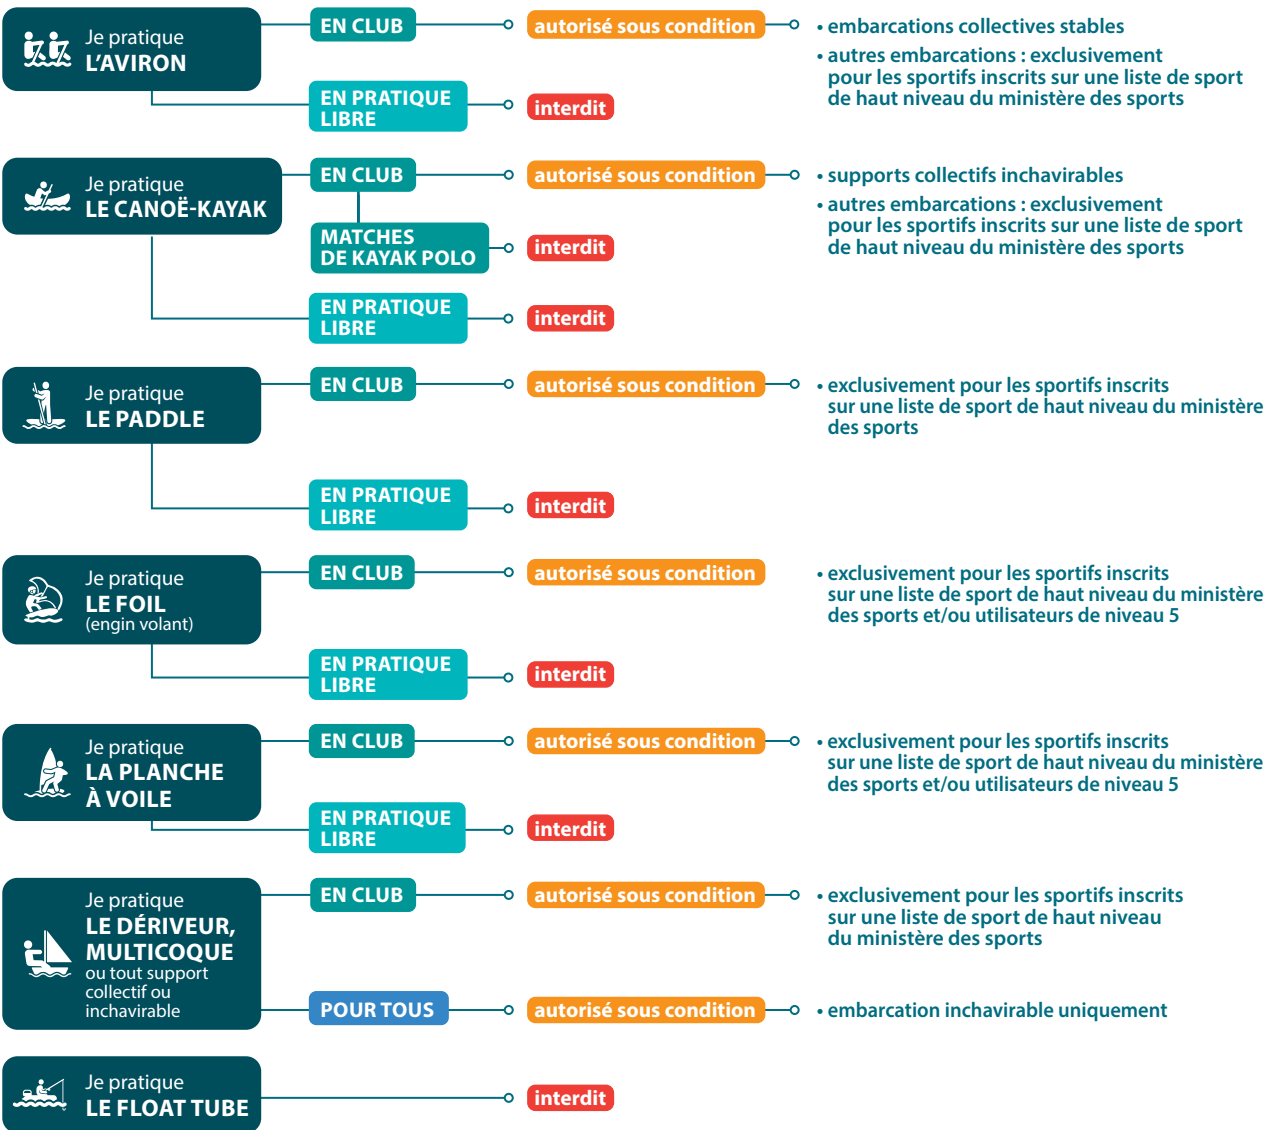 Je pratique
L'AVIRON
EN CLUB
autorisé sous condition
• embarcations collectives stables
• autres embarcations : exclusivement
pour les sportifs inscrits sur une liste de sport
de haut niveau du ministère des sports
EN PRATIQUE
LIBRE
interdit
Je pratique
LE CANOË-KAYAK
EN CLUB
autorisé sous condition
• supports collectifs inchavirables
• autres embarcations : exclusivement
pour les sportifs inscrits sur une liste de sport
de haut niveau du ministère des sports
MATCHES
DE KAYAK POLO
interdit
EN PRATIQUE
LIBRE
interdit
Je pratique
LE PADDLE
EN CLUB
autorisé sous condition
• exclusivement pour les sportifs inscrits
sur une liste de sport de haut niveau du ministère
des sports
EN PRATIQUE
LIBRE
interdit
Je pratique
LE FOIL
(engin volant)
EN CLUB
autorisé sous condition
• exclusivement pour les sportifs inscrits
sur une liste de sport de haut niveau du ministère
des sports et/ou utilisateurs de niveau 5
EN PRATIQUE
LIBRE
interdit
Je pratique
LA PLANCHE
À VOILE
EN CLUB
autorisé sous condition
• exclusivement pour les sportifs inscrits
sur une liste de sport de haut niveau du ministère
des sports et/ou utilisateurs de niveau 5
EN PRATIQUE
LIBRE
interdit
Je pratique
LE DÉRIVEUR,
MULTICOQUE
ou tout support
collectif ou
inchavirable
EN CLUB
autorisé sous condition
• exclusivement pour les sportifs inscrits
sur une liste de sport de haut niveau
du ministère des sports
POUR TOUS
autorisé sous condition
• embarcation inchavirable uniquement
Je pratique
LE FLOAT TUBE
interdit